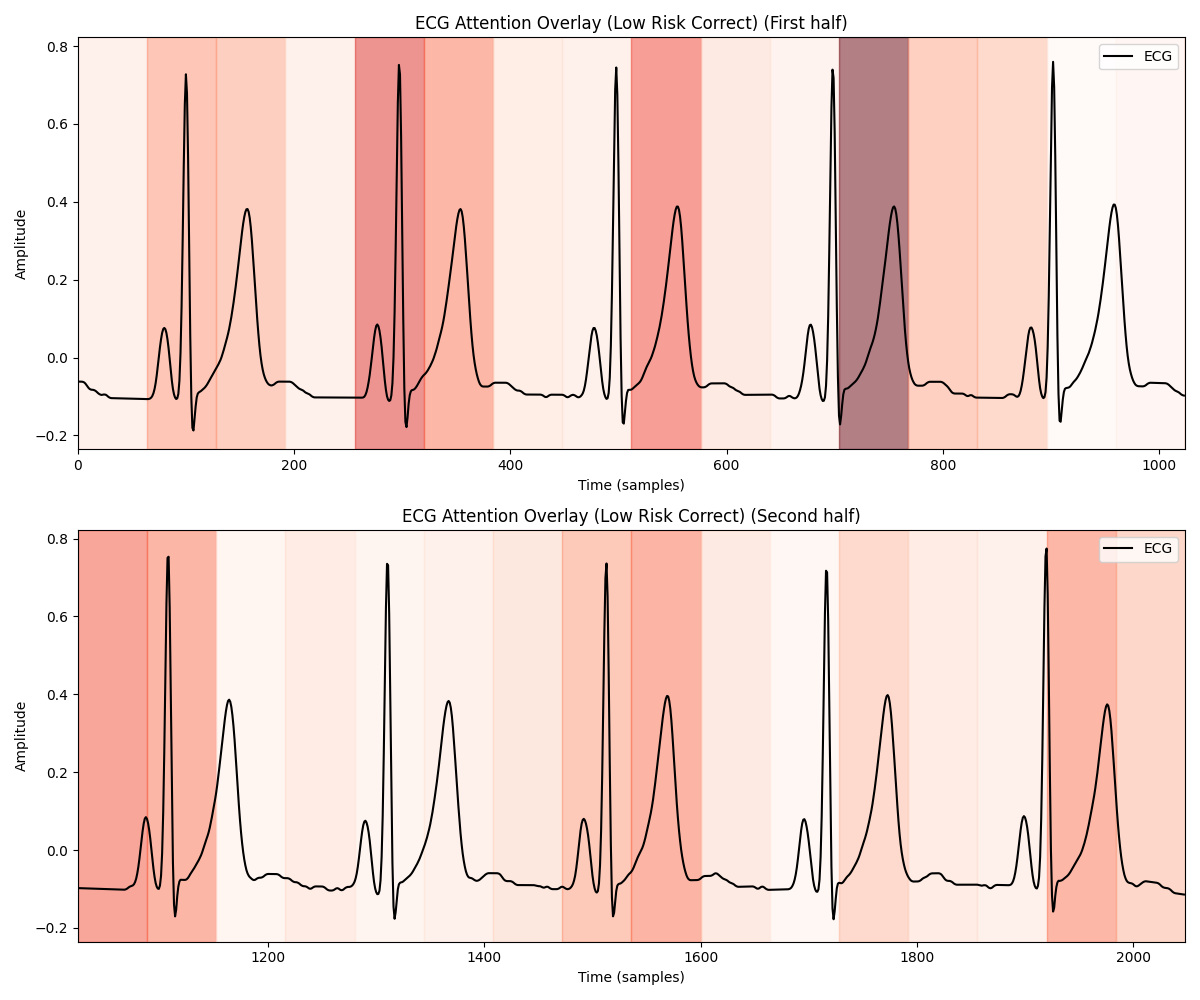 ECG Attention Overlay (Low Risk Correct) (First half)
ECG
Amplitude
0.8
0.6
0.4
0.2
0.0
−0.2
0 200 400 600 800 1000
Time (samples)
ECG Attention Overlay (Low Risk Correct) (Second half)
ECG
Amplitude
0.8
0.6
0.4
0.2
0.0
−0.2
1200 1400 1600 1800 2000
Time (samples)